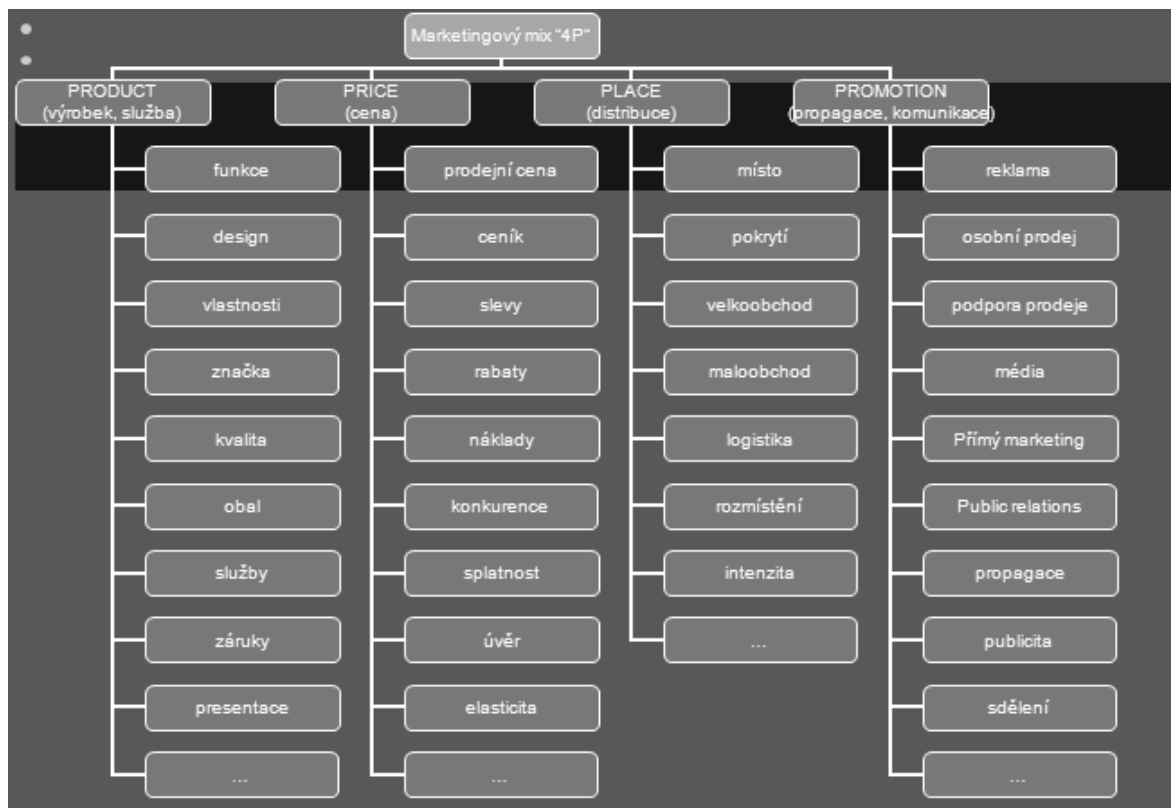 Marketingový mix "4P"
PRODUCT
(výrobek, služba)
funkce
design
vlastnosti
značka
kvalita
obal
služby
záruky
presentace
...
PRICE
(cena)
prodejní cena
ceník
slevy
rabaty
náklady
konkurence
splatnost
úvěr
elasticita
...
PLACE
(distribuce)
místo
pokrytí
velkoobchod
maloobchod
logistika
rozmístění
intenzita
...
PROMOTION
(propagace, komunikace)
reklama
osobní prodej
podpora prodeje
média
Přímý marketing
Public relations
propagace
publicita
sdělení
...